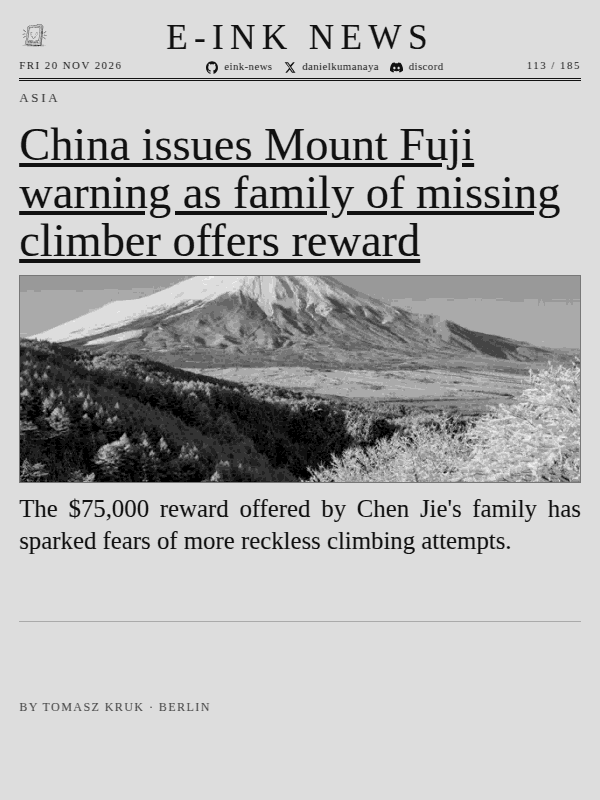 E-INK NEWS
FRI 20 NOV 2026
eink-news danielkumanaya discord
113 / 185
ASIA
China issues Mount Fuji
warning as family of missing
climber offers reward
The $75,000 reward offered by Chen Jie's family has
sparked fears of more reckless climbing attempts.
BY TOMASZ KRUK · BERLIN